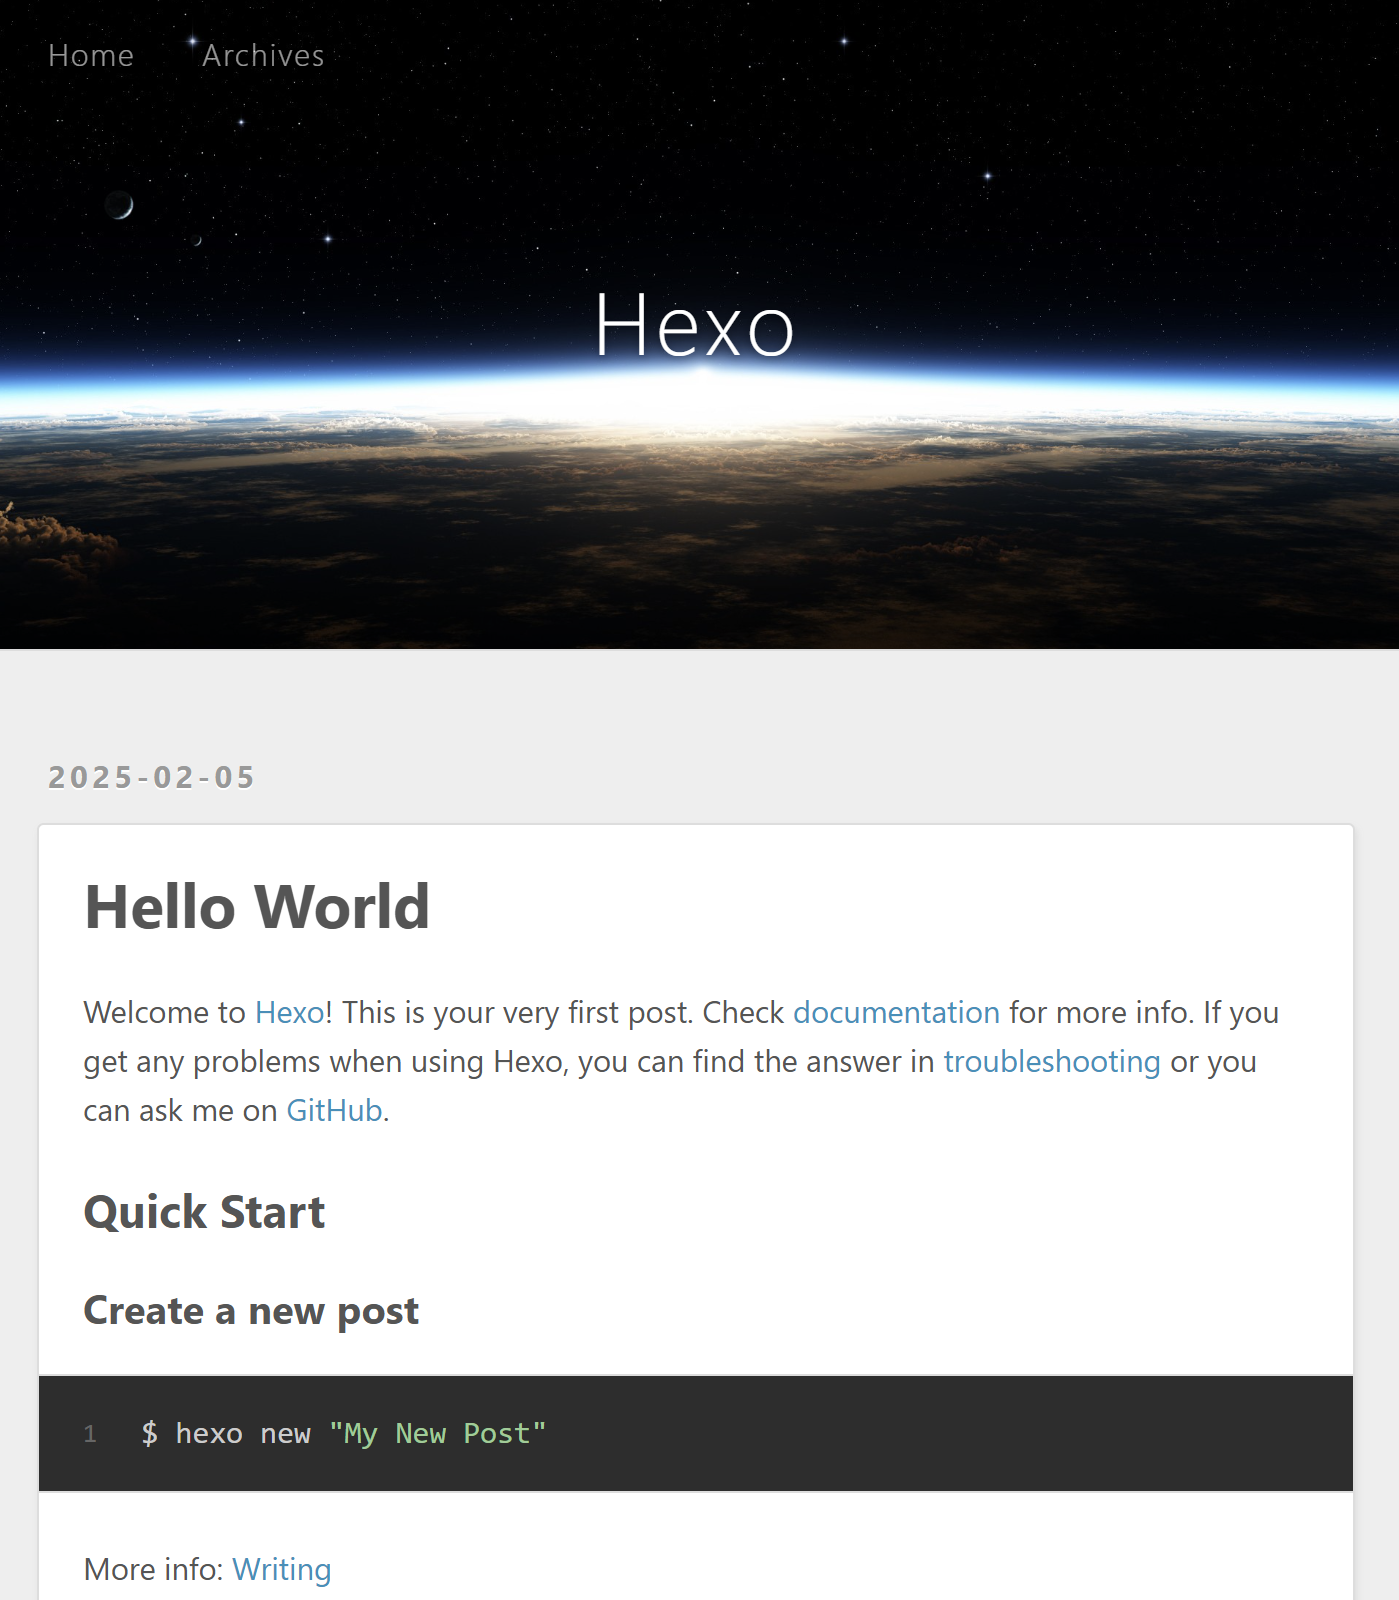 Home Archives
Hexo
2025-02-05
Hello World
Welcome to Hexo! This is your very first post. Check documentation for more info. If you
get any problems when using Hexo, you can find the answer in troubleshooting or you
can ask me on GitHub.
Quick Start
Create a new post
1 $ hexo new "My New Post"
More info: Writing